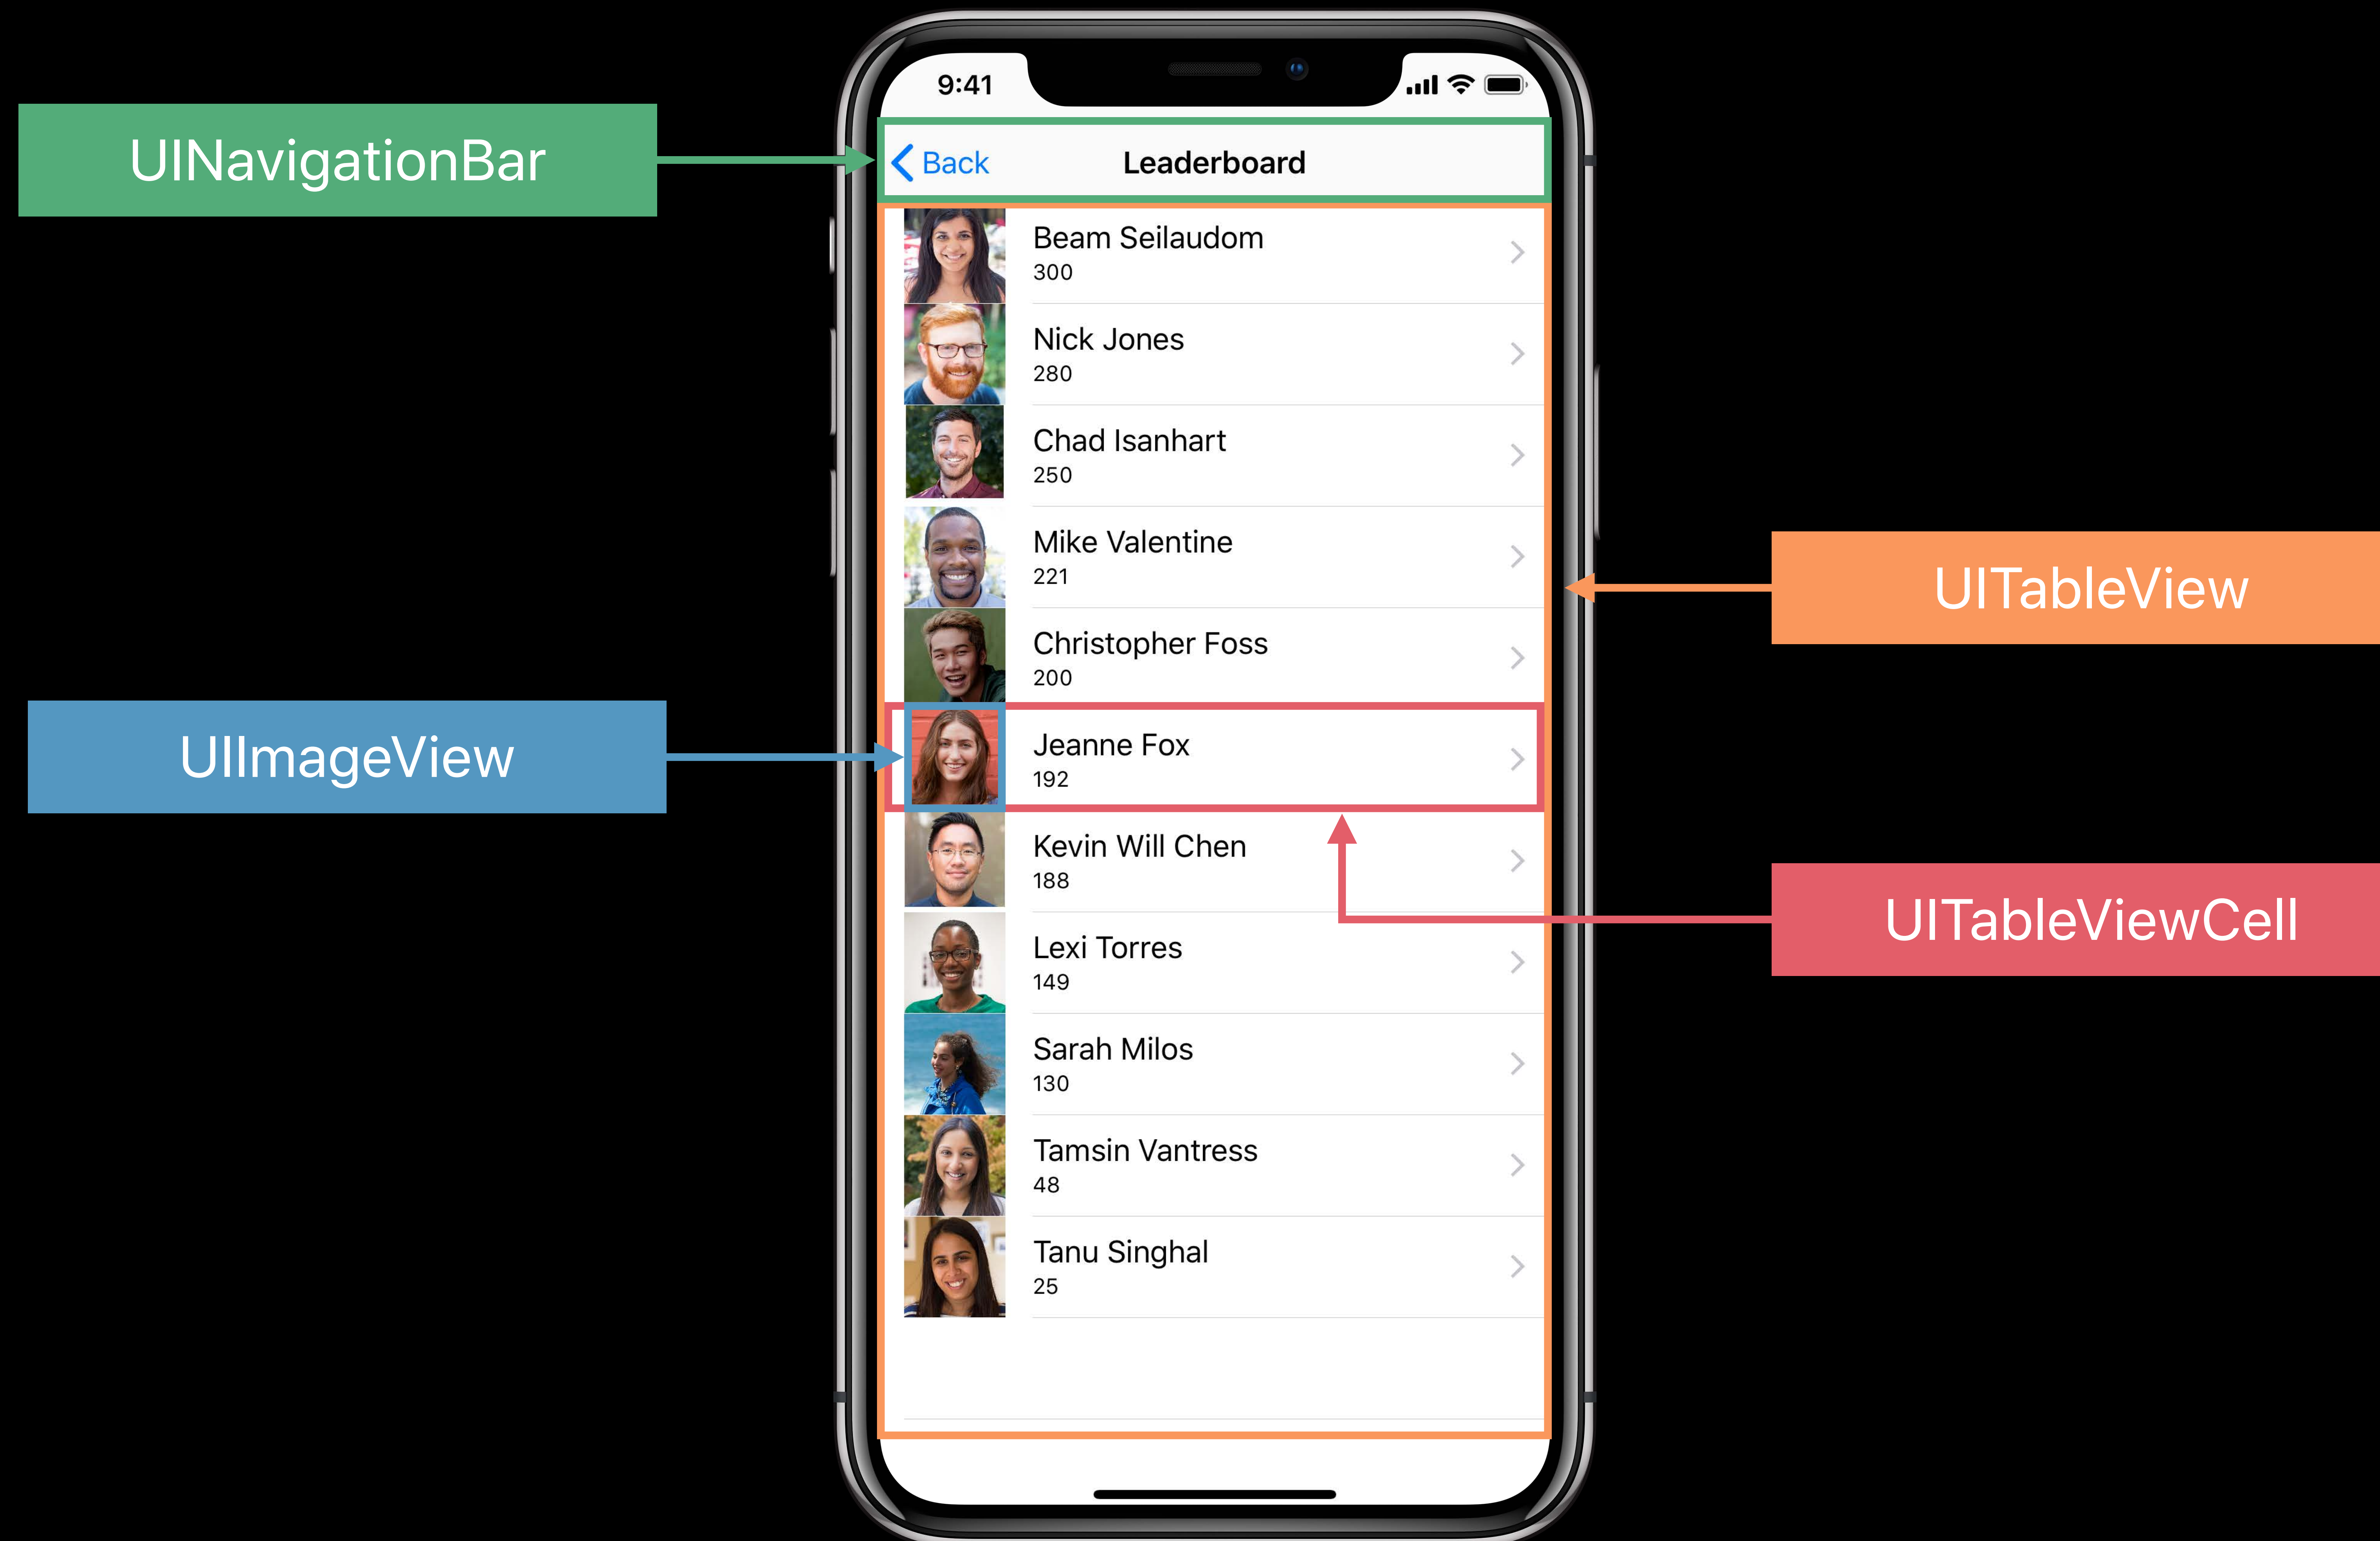 9:41
UINavigationBar
Back
Leaderboard
Beam Seilaudom
300
Nick Jones
280
Chad Isanhart
250
Mike Valentine
221
UITableView
Christopher Foss
200
UIImageView
Jeanne Fox
192
Kevin Will Chen
188
UITableViewCell
Lexi Torres
149
Sarah Milos
130
Tamsin Vantress
48
Tanu Singhal
25